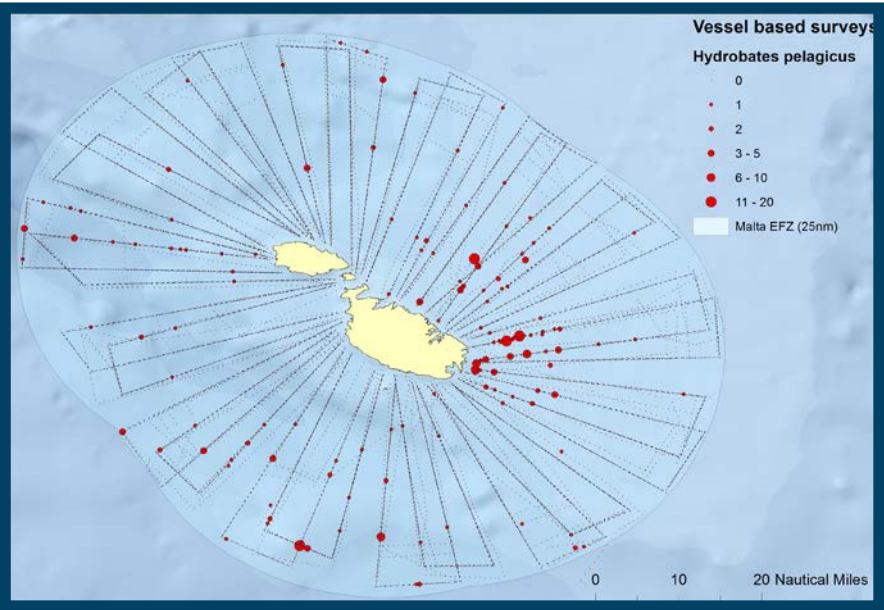 Vessel based surveys
Hydrobates pelagicus
0
1
2
3 - 5
6 - 10
11 - 20
Malta EFZ (25nm)
0 10 20 Nautical Miles